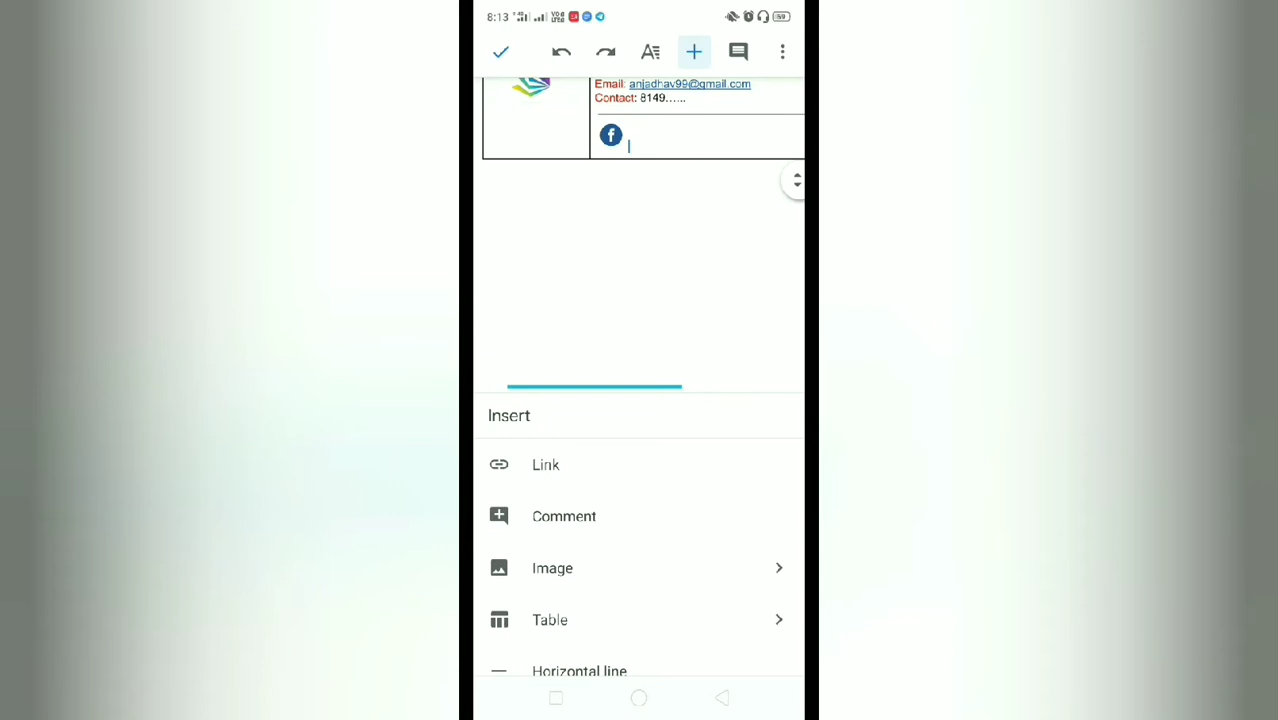 8:13
Email: anjadhav99@gmail.com
Contact: 8149......
Insert
Link
Comment
Image
Table
Horizontal line